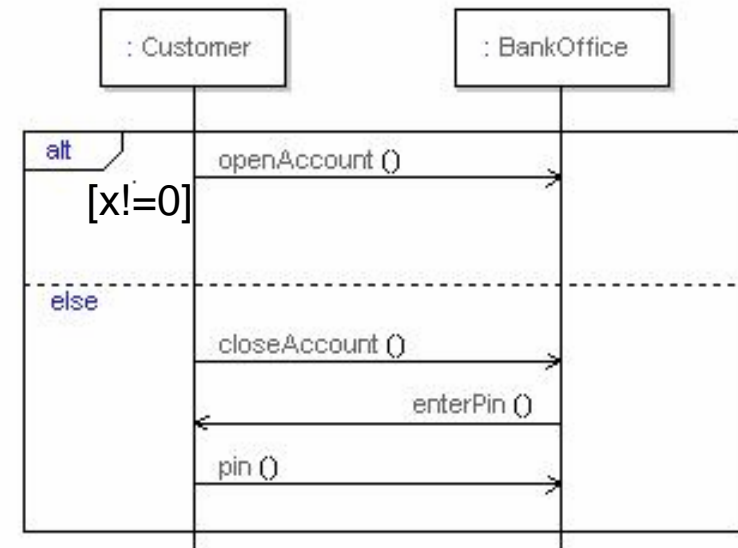 : Customer
: BankOffice
alt
openAccount ()
[x!=0]
else
closeAccount ()
enterPin ()
pin ()